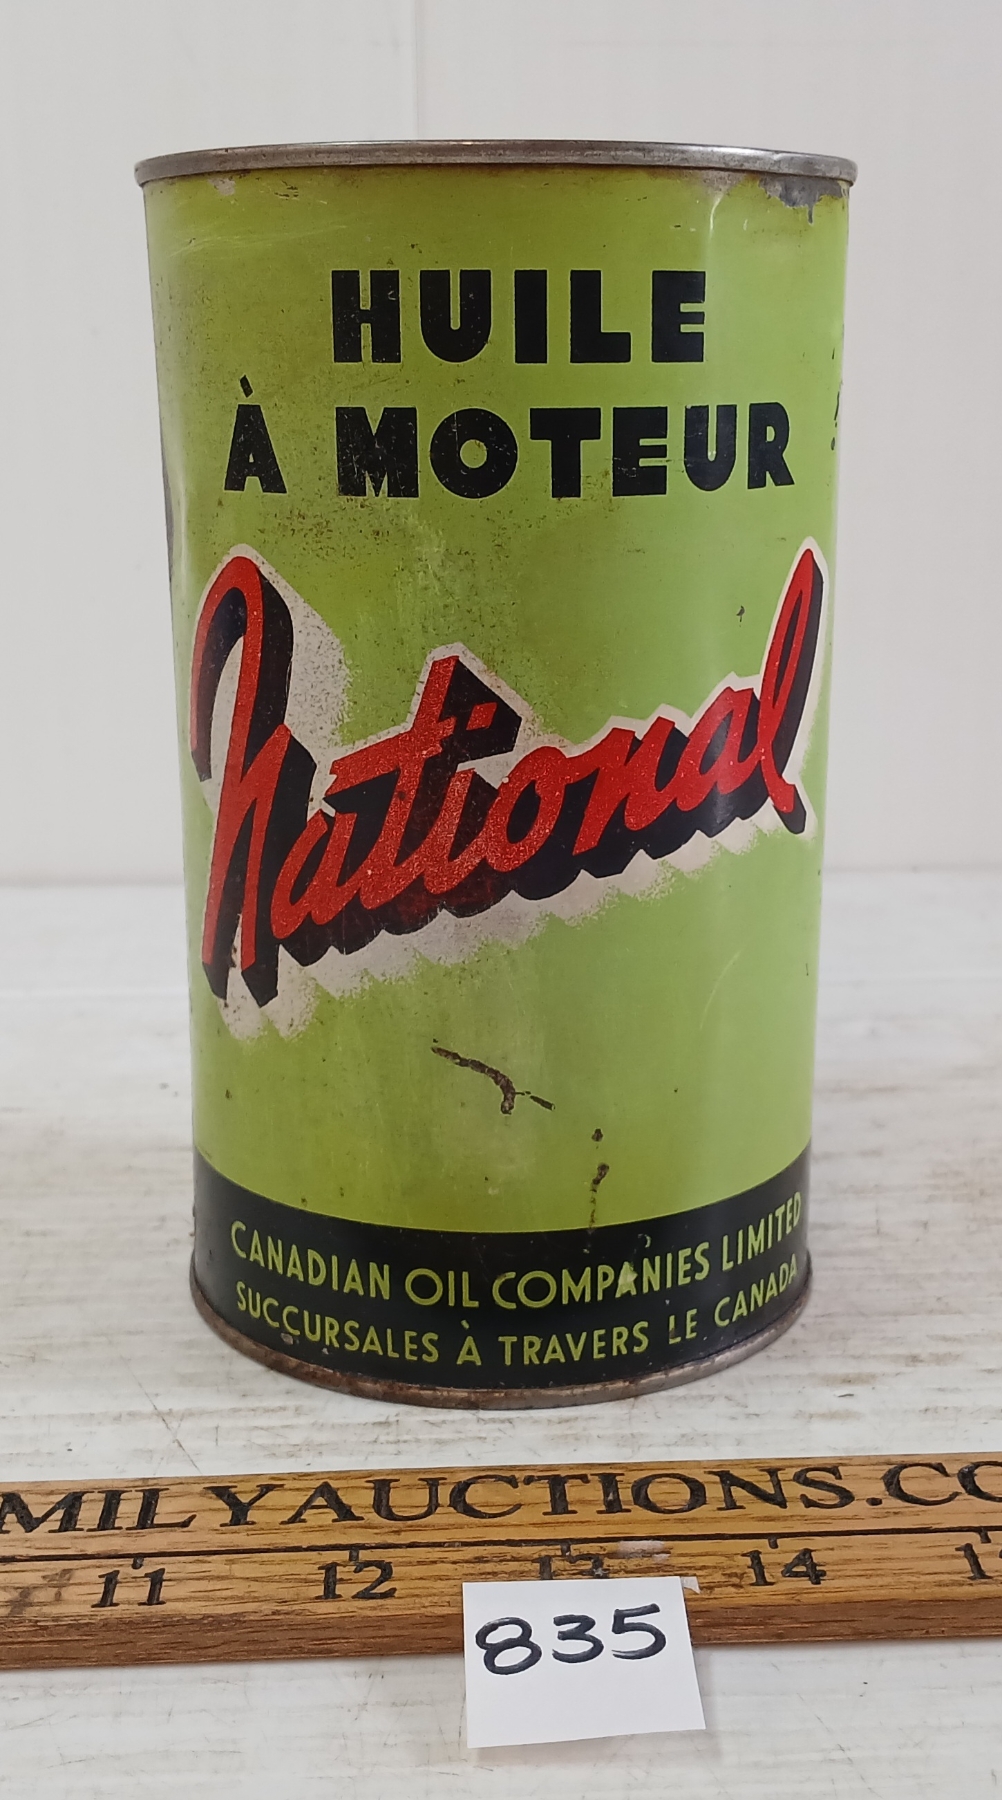 HUILE
À MOTEUR
National
CANADIAN OIL COMPANIES LIMITED
SUCCURSALES À TRAVERS LE CANADA
MILYAUCTIONS.CO
11 12 13 14
835